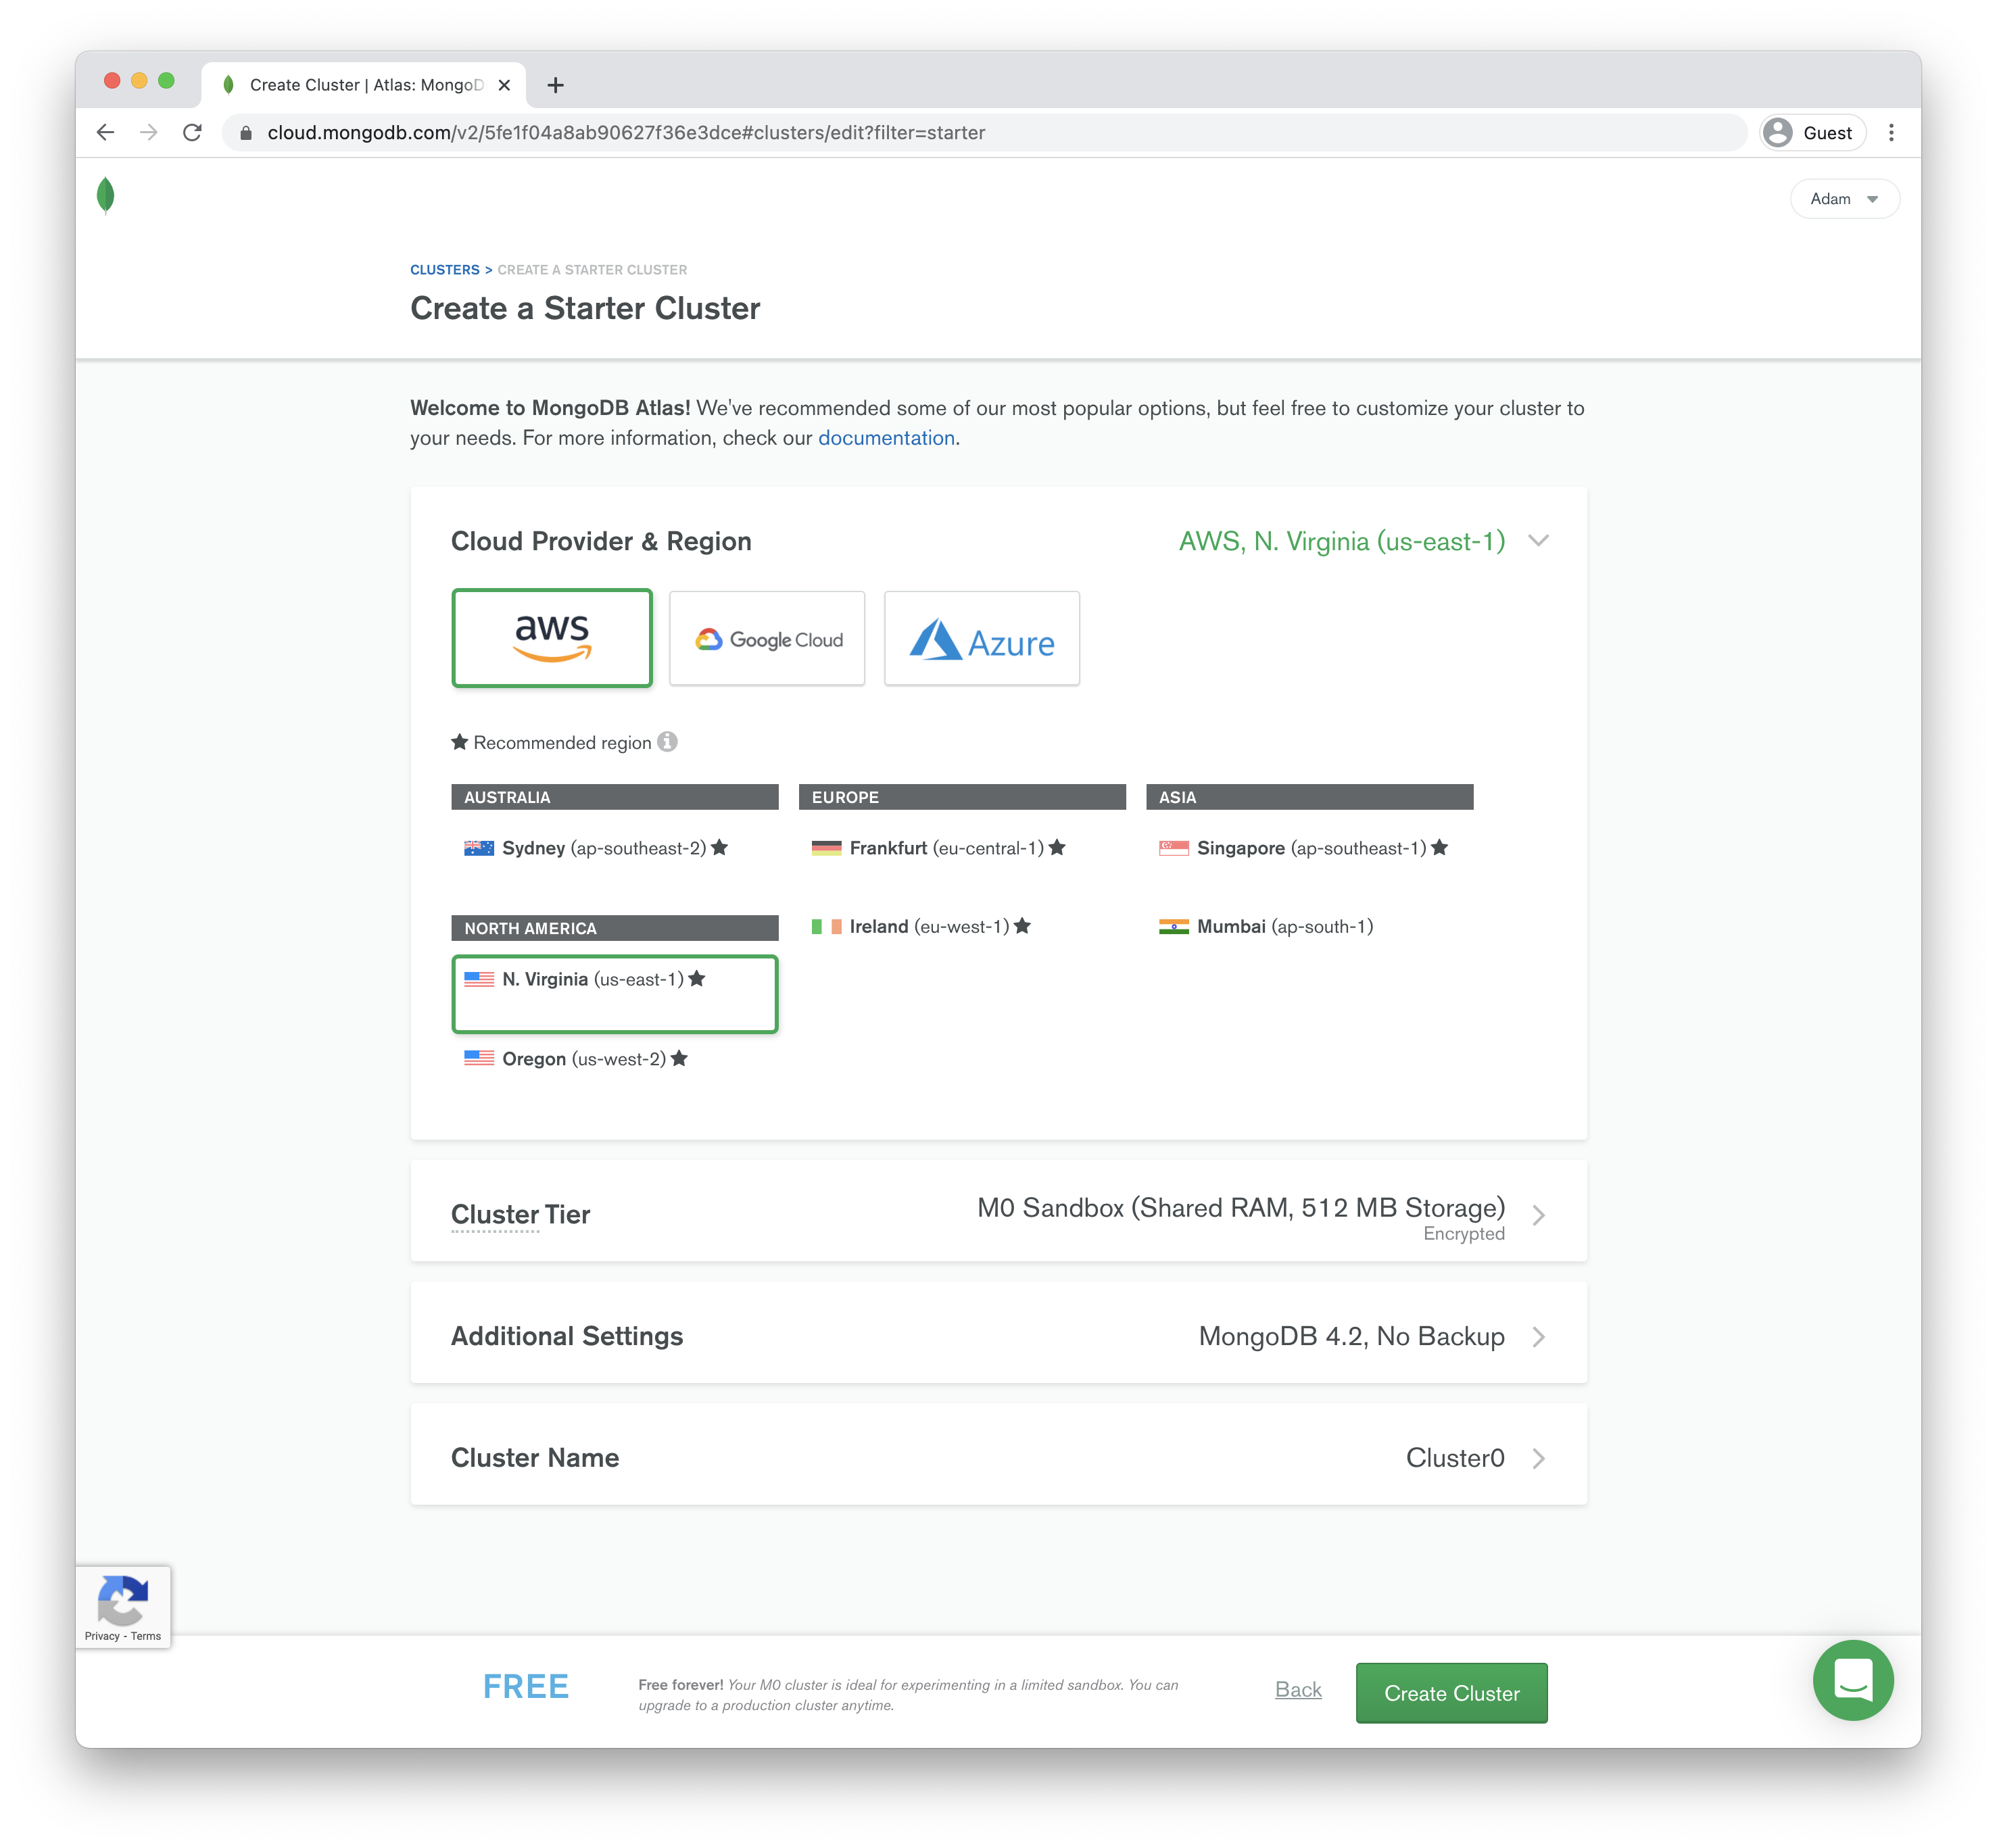 Create Cluster | Atlas: MongoD
cloud.mongodb.com/v2/5fe1f04a8ab90627f36e3dce#clusters/edit?filter=starter
Guest
Adam
CLUSTERS > CREATE A STARTER CLUSTER
Create a Starter Cluster
Welcome to MongoDB Atlas! We've recommended some of our most popular options, but feel free to customize your cluster to
your needs. For more information, check our documentation.
Cloud Provider & Region
AWS, N. Virginia (us-east-1)
aws
Google Cloud
Azure
★ Recommended region
AUSTRALIA
Sydney (ap-southeast-2) ★
NORTH AMERICA
N. Virginia (us-east-1) ★
Oregon (us-west-2) ★
EUROPE
Frankfurt (eu-central-1) ★
Ireland (eu-west-1) ★
ASIA
Singapore (ap-southeast-1) ★
Mumbai (ap-south-1)
Cluster Tier
M0 Sandbox (Shared RAM, 512 MB Storage)
Encrypted
Additional Settings
MongoDB 4.2, No Backup
Cluster Name
Cluster0
Privacy - Terms
FREE
Free forever! Your M0 cluster is ideal for experimenting in a limited sandbox. You can
upgrade to a production cluster anytime.
Back
Create Cluster